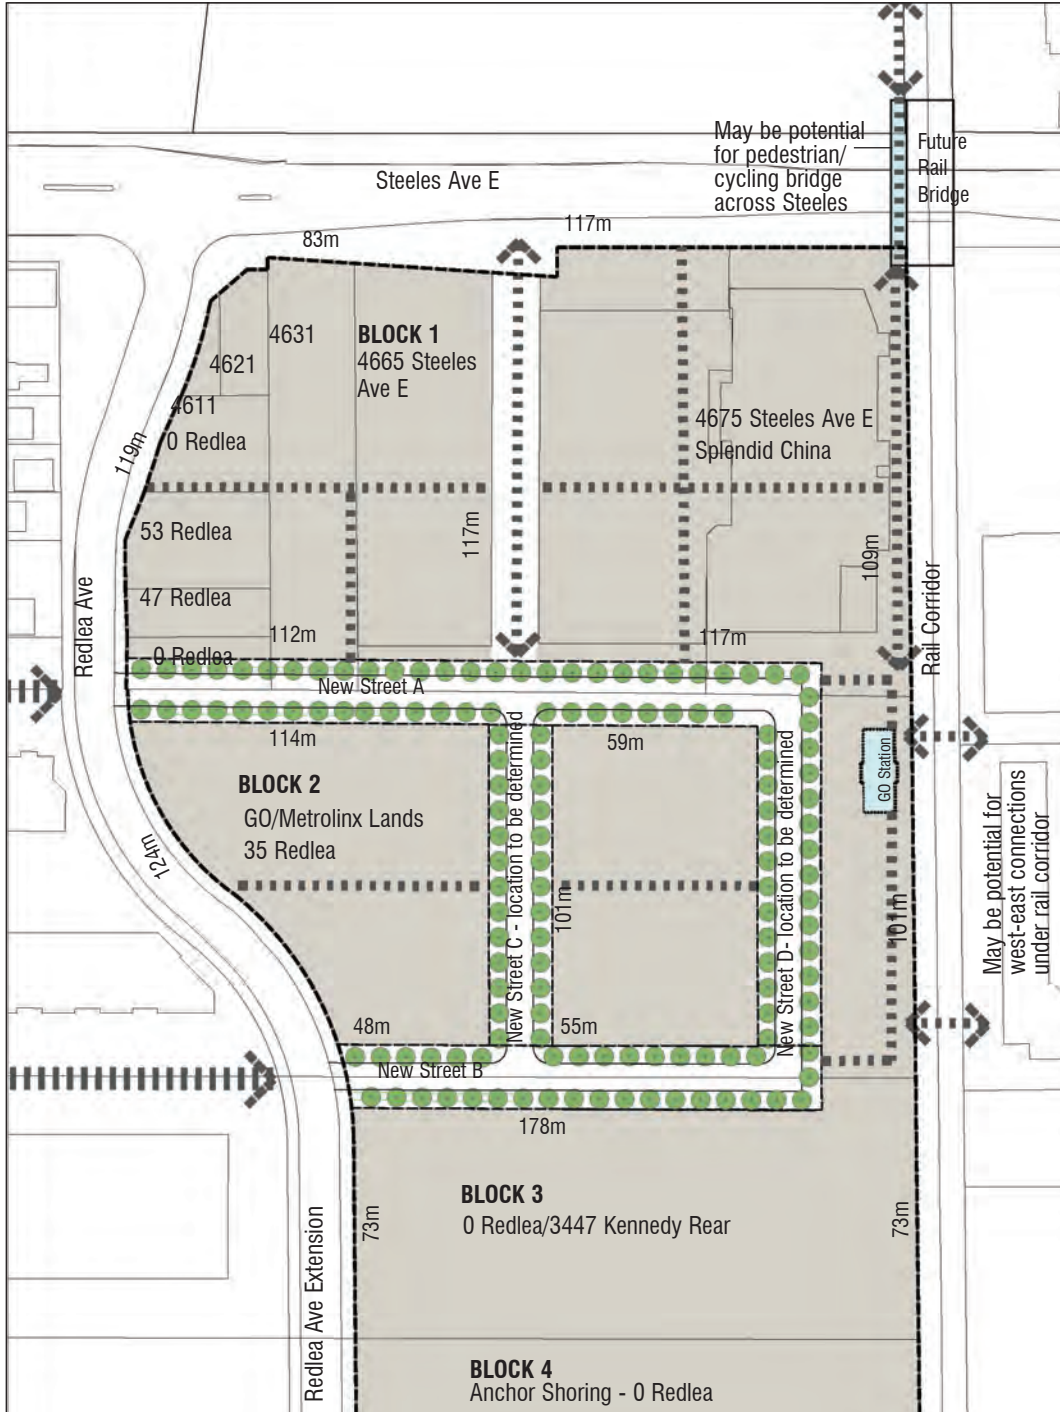 May be potential
for pedestrian/
cycling bridge
across Steeles
Future
Rail
Bridge
Steeles Ave E
117m
83m
4631
BLOCK 1
4665 Steeles
Ave E
4621
4611
0 Redlea
119m
4675 Steeles Ave E
Splendid China
53 Redlea
117m
109m
47 Redlea
Redlea Ave
Rail Corridor
112m
117m
0 Redlea
New Street A
114m
59m
BLOCK 2
GO/Metrolinx Lands
35 Redlea
124m
New Street C - location to be determined
101m
New Street D- location to be determined
GO Station
101m
May be potential for
west-east connections
under rail corridor
48m
55m
New Street B
178m
BLOCK 3
0 Redlea/3447 Kennedy Rear
73m
73m
Redlea Ave Extension
BLOCK 4
Anchor Shoring - 0 Redlea